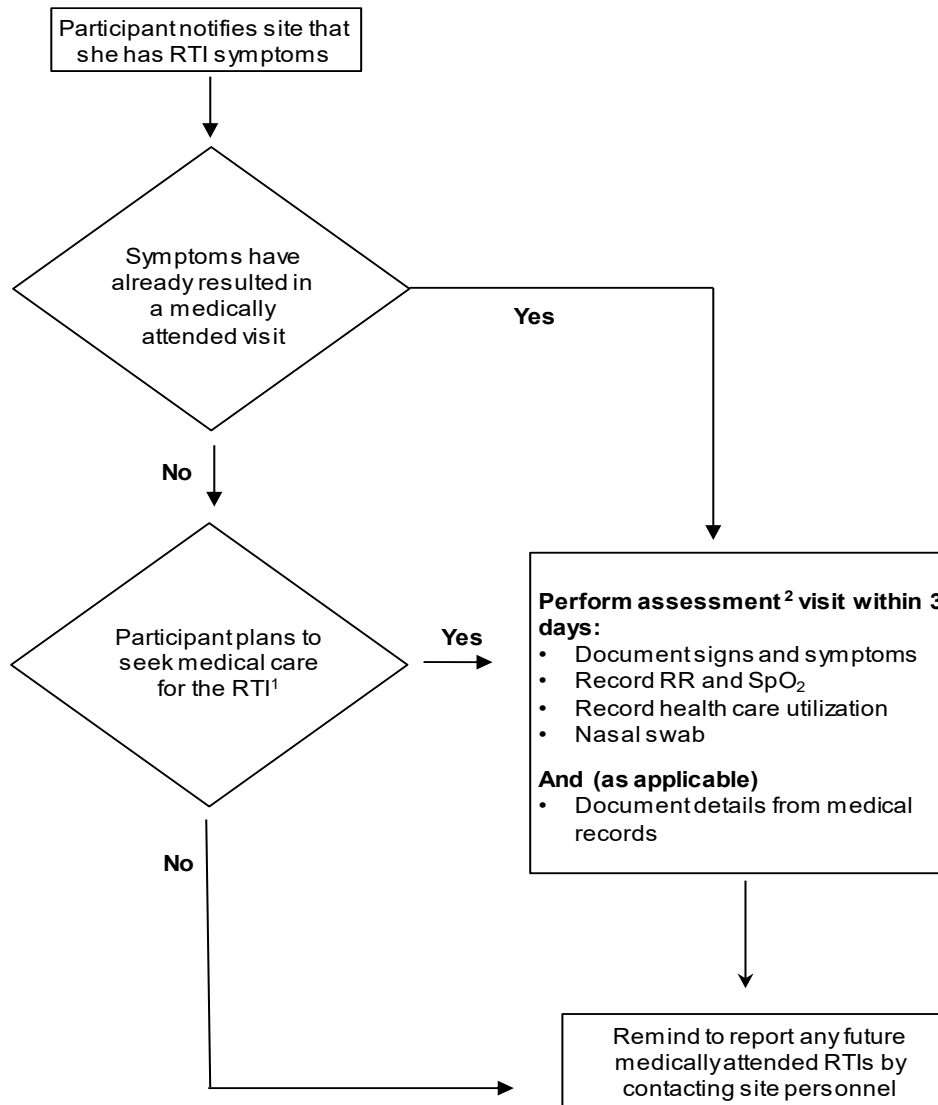 Participant notifies site that
she has RTI symptoms
Symptoms have
already resulted in
a medically
attended visit
Yes
No
Participant plans to
seek medical care
for the RTI¹
Yes
Perform assessment² visit within 3
days:
• Document signs and symptoms
• Record RR and SpO₂
• Record health care utilization
• Nasal swab
And (as applicable)
• Document details from medical
records
No
Remind to report any future
medically attended RTIs by
contacting site personnel